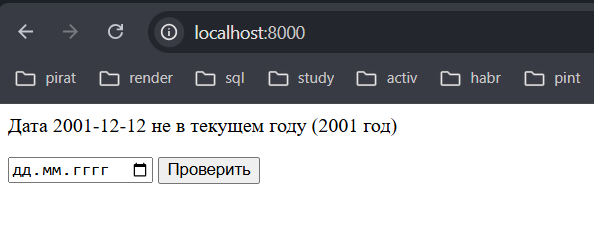 localhost:8000
pirat render sql study activ habr pint
Дата 2001-12-12 не в текущем году (2001 год)
дд.мм.гггг Проверить